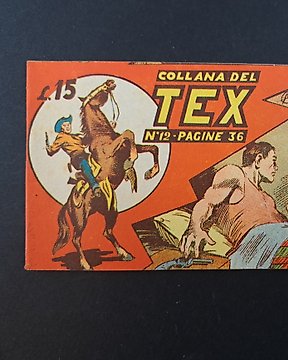 £.15
COLLANA DEL
TEX
N°12-PAGINE 36